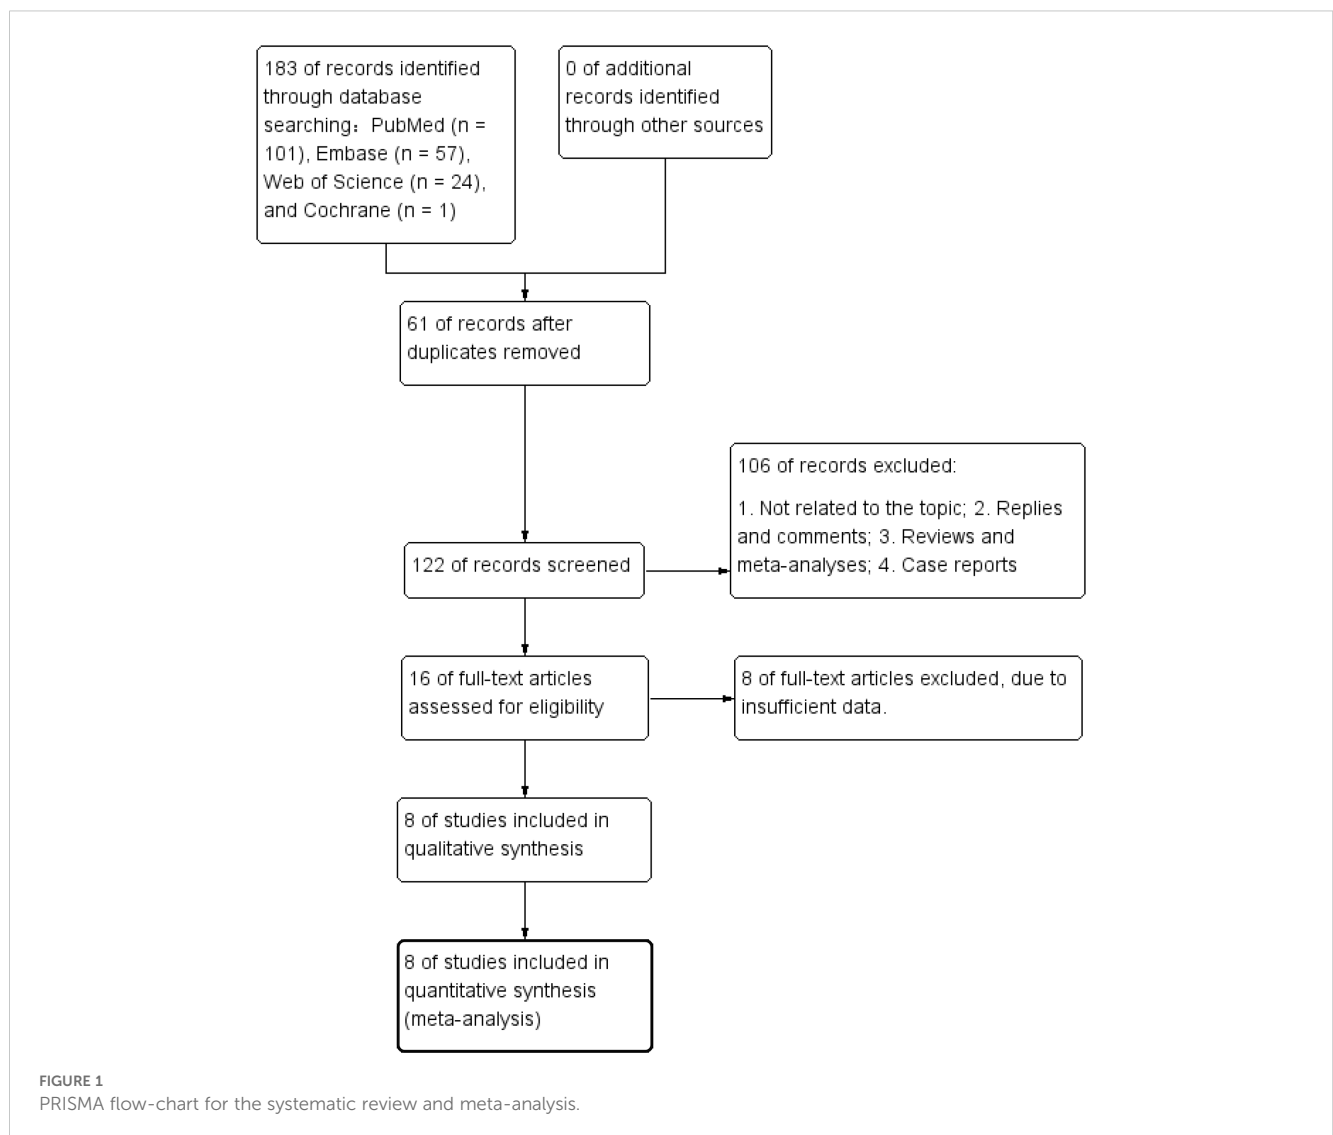 183 of records identified
through database
searching：PubMed (n =
101), Embase (n = 57),
Web of Science (n = 24),
and Cochrane (n = 1)
0 of additional
records identified
through other sources
61 of records after
duplicates removed
106 of records excluded:
1. Not related to the topic; 2. Replies
and comments; 3. Reviews and
meta-analyses; 4. Case reports
122 of records screened
16 of full-text articles
assessed for eligibility
8 of full-text articles excluded, due to
insufficient data.
8 of studies included in
qualitative synthesis
8 of studies included in
quantitative synthesis
(meta-analysis)
FIGURE 1
PRISMA flow-chart for the systematic review and meta-analysis.